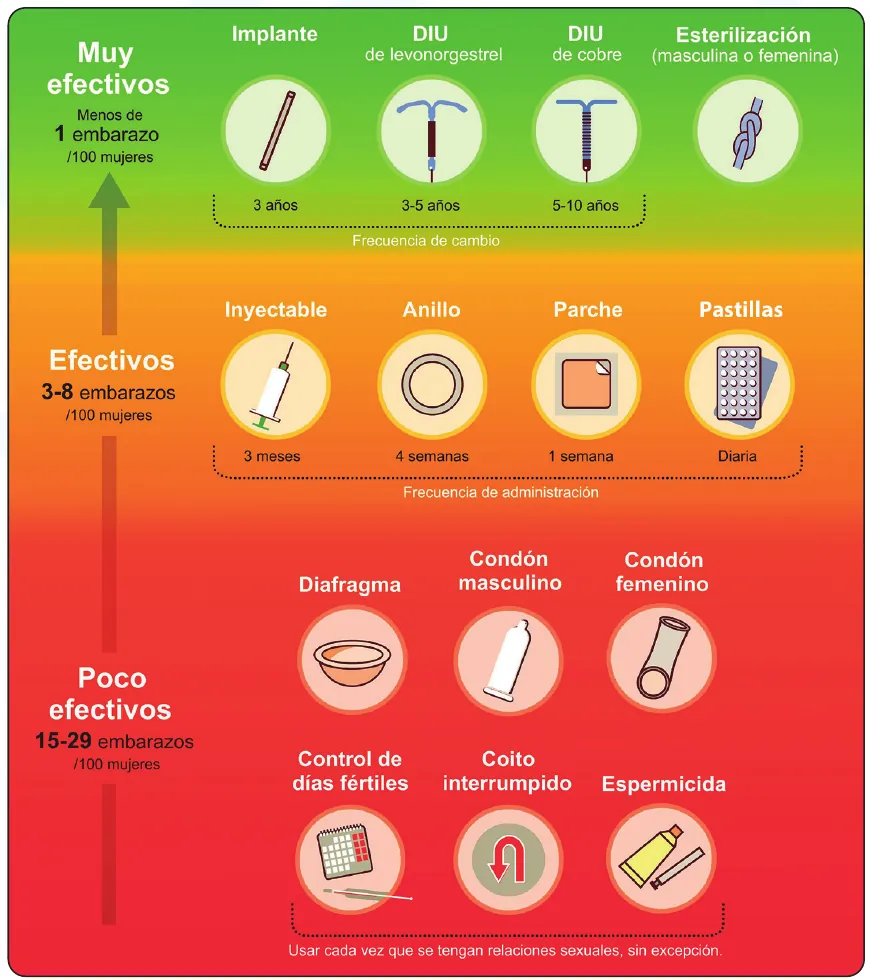 Muy
efectivos
Menos de
1 embarazo
/100 mujeres
Implante
DIU
de levonorgestrel
DIU
de cobre
Esterilización
(masculina o femenina)
3 años
3-5 años
5-10 años
Frecuencia de cambio
Efectivos
3-8 embarazos
/100 mujeres
Inyectable
Anillo
Parche
Pastillas
3 meses
4 semanas
1 semana
Diaria
Frecuencia de administración
Poco
efectivos
15-29 embarazos
/100 mujeres
Diafragma
Condón
masculino
Condón
femenino
Control de
días fértiles
Coito
interrumpido
Espermicida
Usar cada vez que se tengan relaciones sexuales, sin excepción.